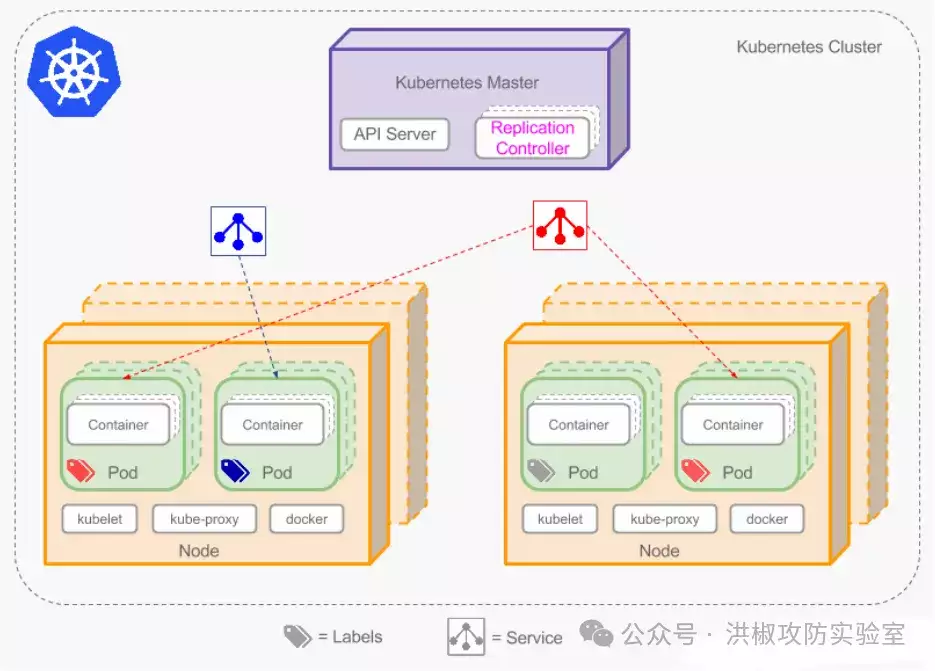 Kubernetes Cluster
Kubernetes Master
API Server
Replication
Controller
Container
Pod
Container
Pod
kubelet
kube-proxy
docker
Node
Container
Pod
Container
Pod
kubelet
kube-proxy
docker
Node
= Labels
= Service
公众号 · 洪椒攻防实验室